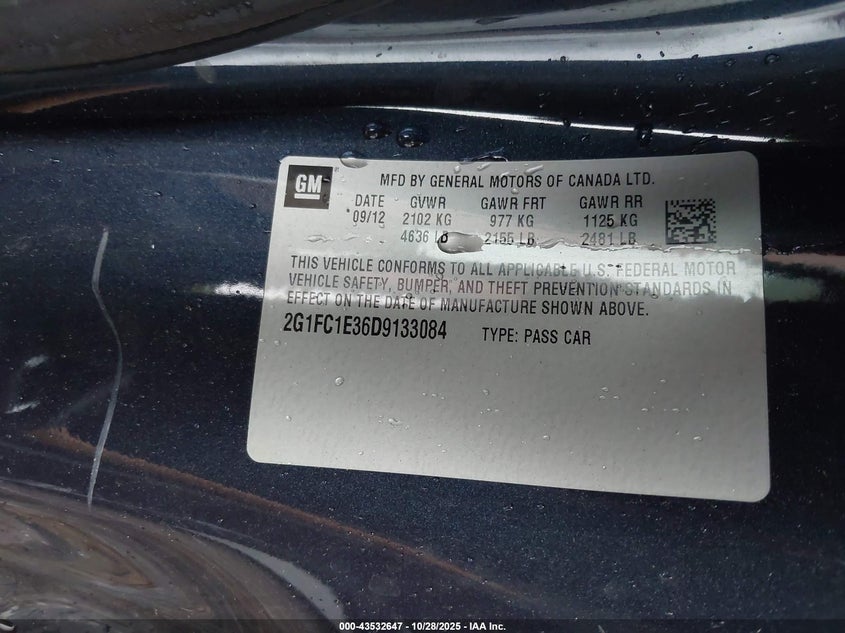 GM
MFD BY GENERAL MOTORS OF CANADA LTD.
DATE GVWR GAWR FRT GAWR RR
09/12 2102 KG 977 KG 1125 KG
4636 LB 2155 LB 2481 LB
THIS VEHICLE CONFORMS TO ALL APPLICABLE U.S. FEDERAL MOTOR
VEHICLE SAFETY, BUMPER, AND THEFT PREVENTION STANDARDS IN
EFFECT ON THE DATE OF MANUFACTURE SHOWN ABOVE.
2G1FC1E36D9133084 TYPE: PASS CAR
000-43532647 - 10/28/2025 - IAA Inc.